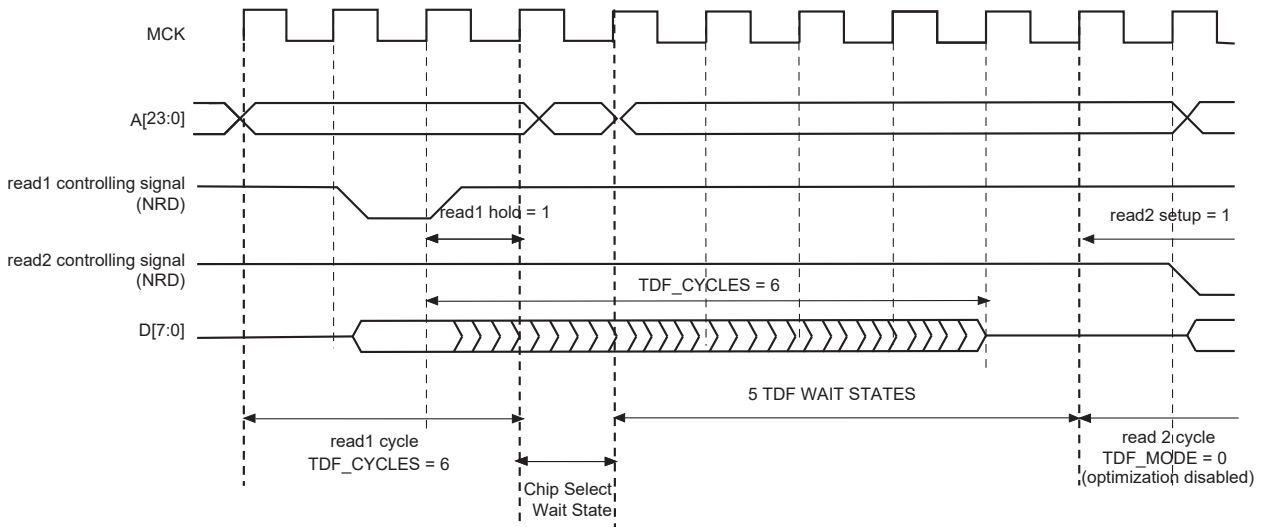 MCK
A[23:0]
read1 controlling signal
(NRD)
read1 hold = 1
read2 setup = 1
read2 controlling signal
(NRD)
TDF_CYCLES = 6
D[7:0]
5 TDF WAIT STATES
read1 cycle
TDF_CYCLES = 6
read 2 cycle
TDF_MODE = 0
(optimization disabled)
Chip Select
Wait State